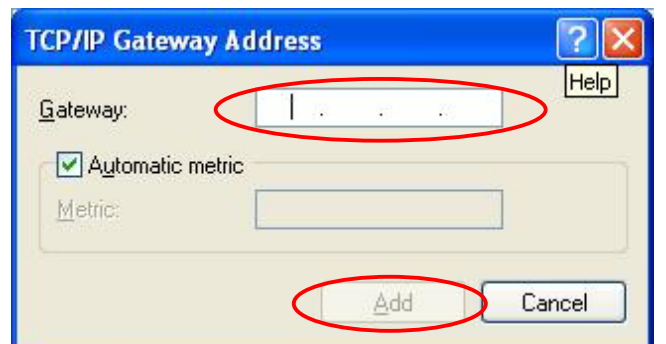 TCP/IP Gateway Address
?
Help
Gateway:
. . .
Automatic metric
Metric:
Add
Cancel